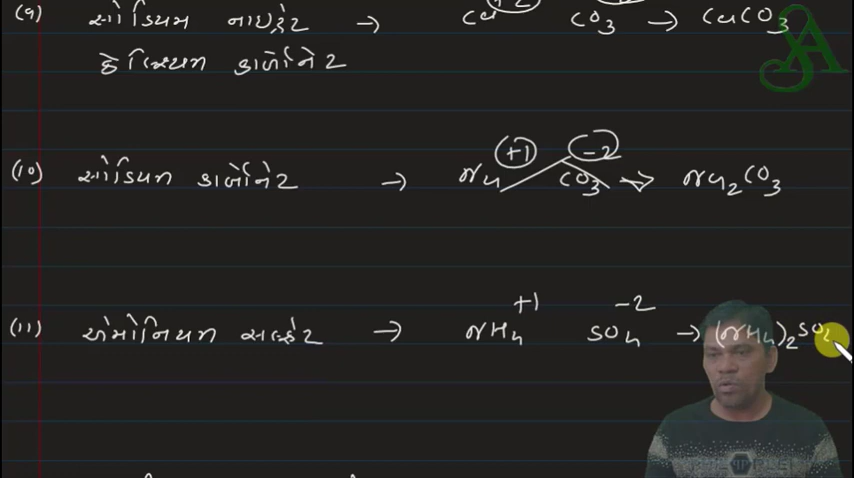 (9) સોડિયમ નાઇટ્રેટ → Ca CO3 → CaCO3
કેલ્શિયમ કાર્બોનેટ
(10) સોડિયમ કાર્બોનેટ → Na +1 CO3 -2 → Na2CO3
(11) એમોનિયમ સલ્ફેટ → NH4 +1 SO4 -2 → (NH4)2SO4